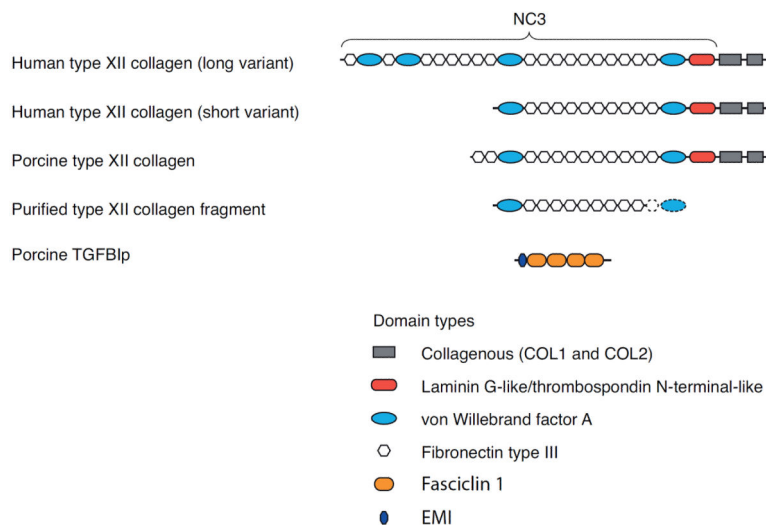 NC3
Human type XII collagen (long variant)
Human type XII collagen (short variant)
Porcine type XII collagen
Purified type XII collagen fragment
Porcine TGFBIp
Domain types
Collagenous (COL1 and COL2)
Laminin G-like/thrombospondin N-terminal-like
von Willebrand factor A
Fibronectin type III
Fasciclin 1
EMI